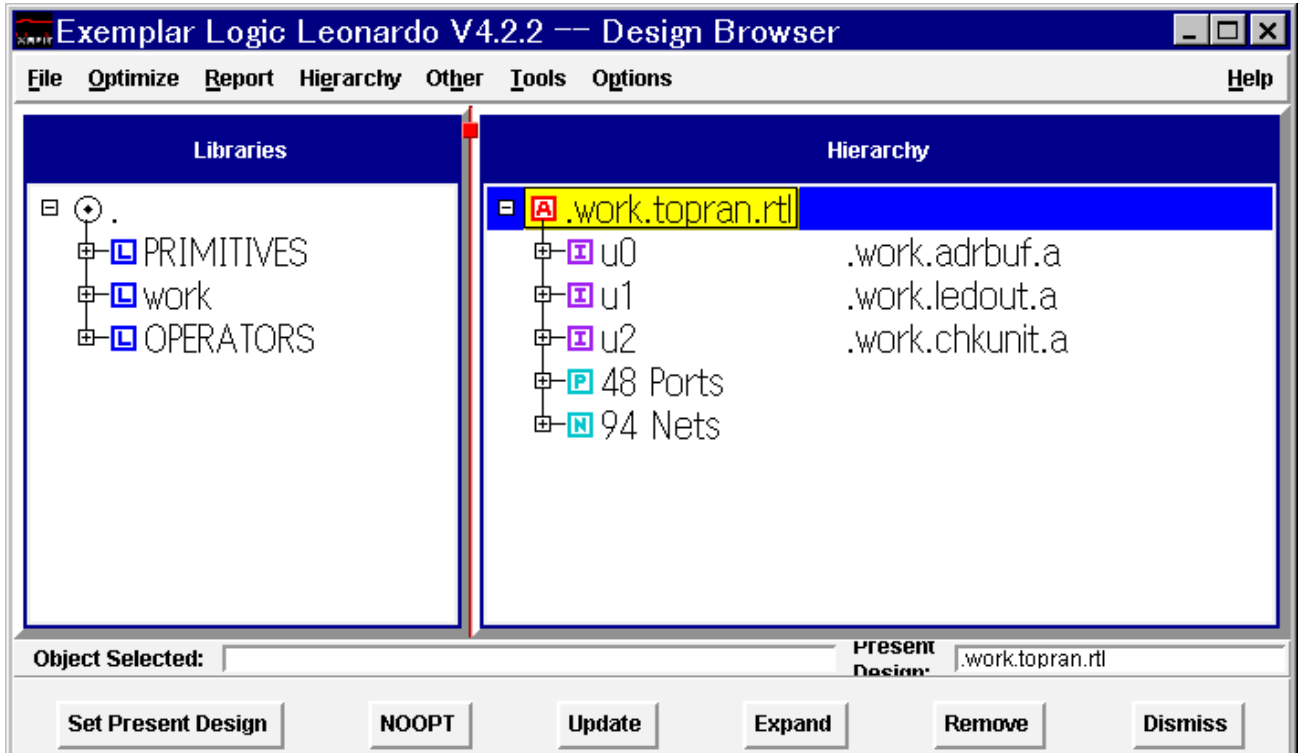 Exemplar Logic Leonardo V4.2.2 -- Design Browser
File Optimize Report Hierarchy Other Tools Options Help
Libraries
Hierarchy
.
L PRIMITIVES
L work
L OPERATORS
A .work.topran.rtl
I u0 .work.adrbuf.a
I u1 .work.ledout.a
I u2 .work.chkunit.a
P 48 Ports
N 94 Nets
Object Selected:
Present Design: .work.topran.rtl
Set Present Design NOOPT Update Expand Remove Dismiss